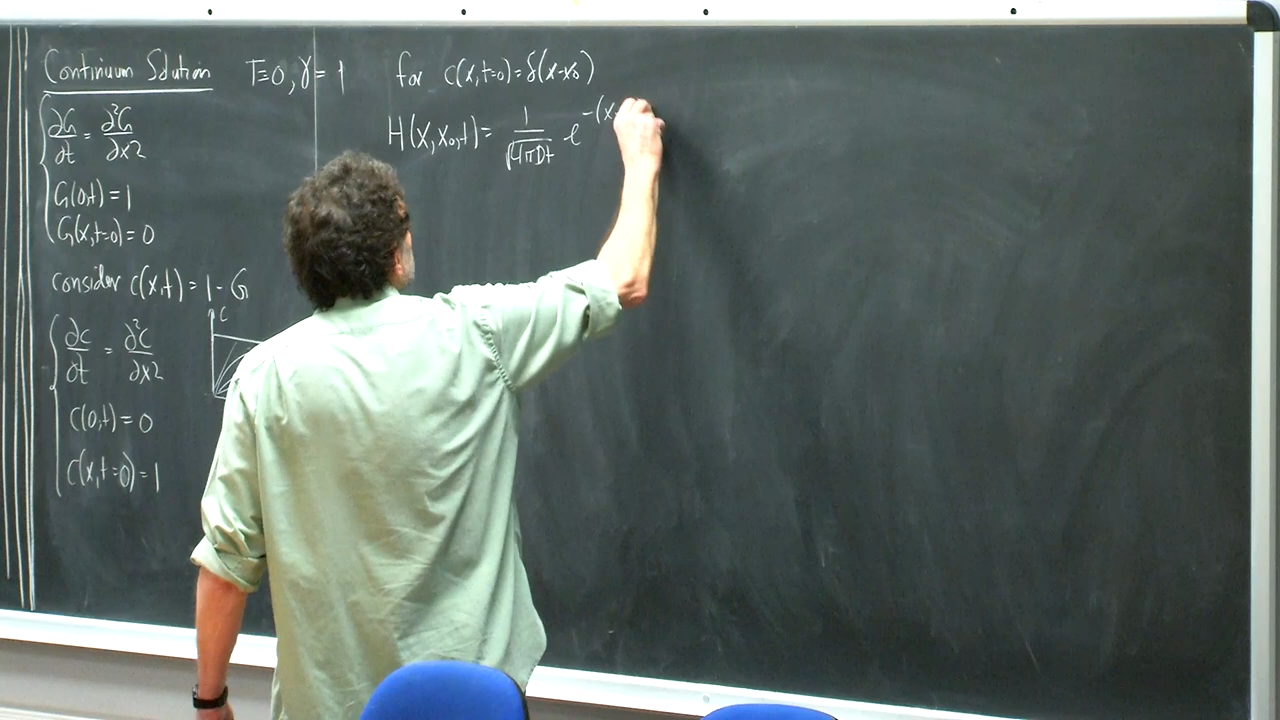 Continuum Solution T=0, γ=1
∂G/∂t = ∂²G/∂x2
G(0,t)=1
G(x,t=0)=0
consider c(x,t)=1-G
c
∂c/∂t = ∂²c/∂x2
c(0,t)=0
c(x,t=0)=1
for c(x,t=0)=δ(x-x₀)
H(x,x₀,t)= 1/√4πDt e^-(x-